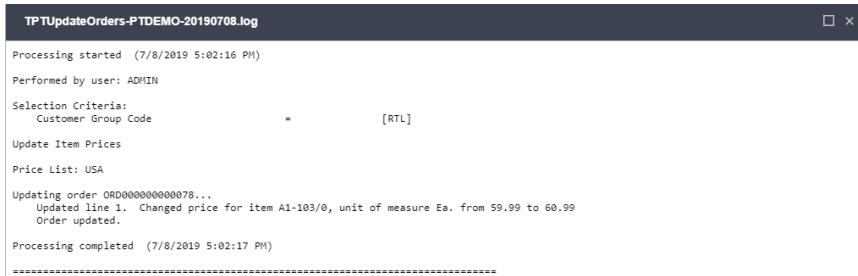 TPTUpdateOrders-PTDEMO-20190708.log
Processing started (7/8/2019 5:02:16 PM)
Performed by user: ADMIN
Selection Criteria:
Customer Group Code = [RTL]
Update Item Prices
Price List: USA
Updating order ORD000000000078...
Updated line 1. Changed price for item A1-103/0, unit of measure Ea. from 59.99 to 60.99
Order updated.
Processing completed (7/8/2019 5:02:17 PM)
================================================================================